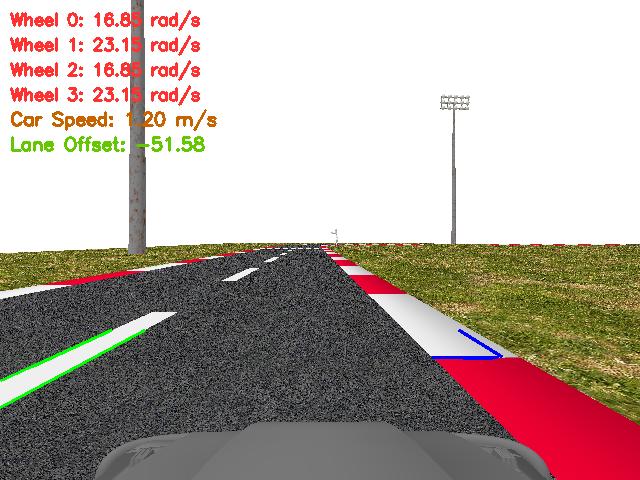 Wheel 0: 16.85 rad/s
Wheel 1: 23.15 rad/s
Wheel 2: 16.85 rad/s
Wheel 3: 23.15 rad/s
Car Speed: 1.20 m/s
Lane Offset: -51.58